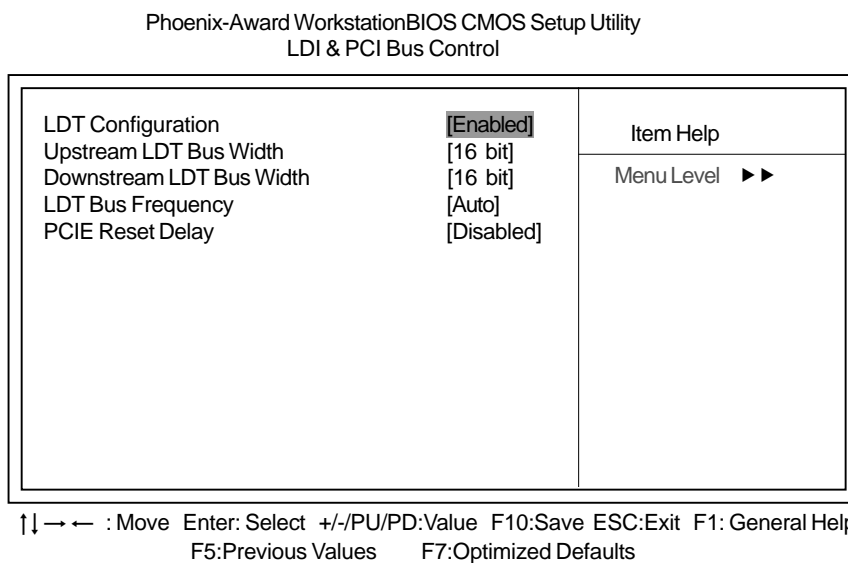 Phoenix-Award WorkstationBIOS CMOS Setup Utility
LDI & PCI Bus Control
LDT Configuration [Enabled]
Upstream LDT Bus Width [16 bit]
Downstream LDT Bus Width [16 bit]
LDT Bus Frequency [Auto]
PCIE Reset Delay [Disabled]
Item Help
Menu Level ►►
↑↓→← : Move Enter: Select +/-/PU/PD:Value F10:Save ESC:Exit F1: General Help
F5:Previous Values F7:Optimized Defaults